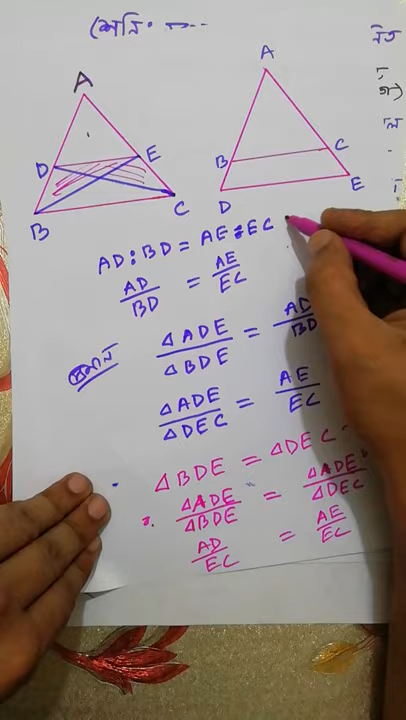 শ্রেণি:
A
A
D
E
B
C
B
C
D
E
AD : BD = AE : EC
AD/BD = AE/EC
প্রমাণ
△ADE/△BDE = AD/BD
△ADE/△DEC = AE/EC
△BDE = △DEC
∴ △ADE/△BDE = △ADE/△DEC
AD/EC = AE/EC